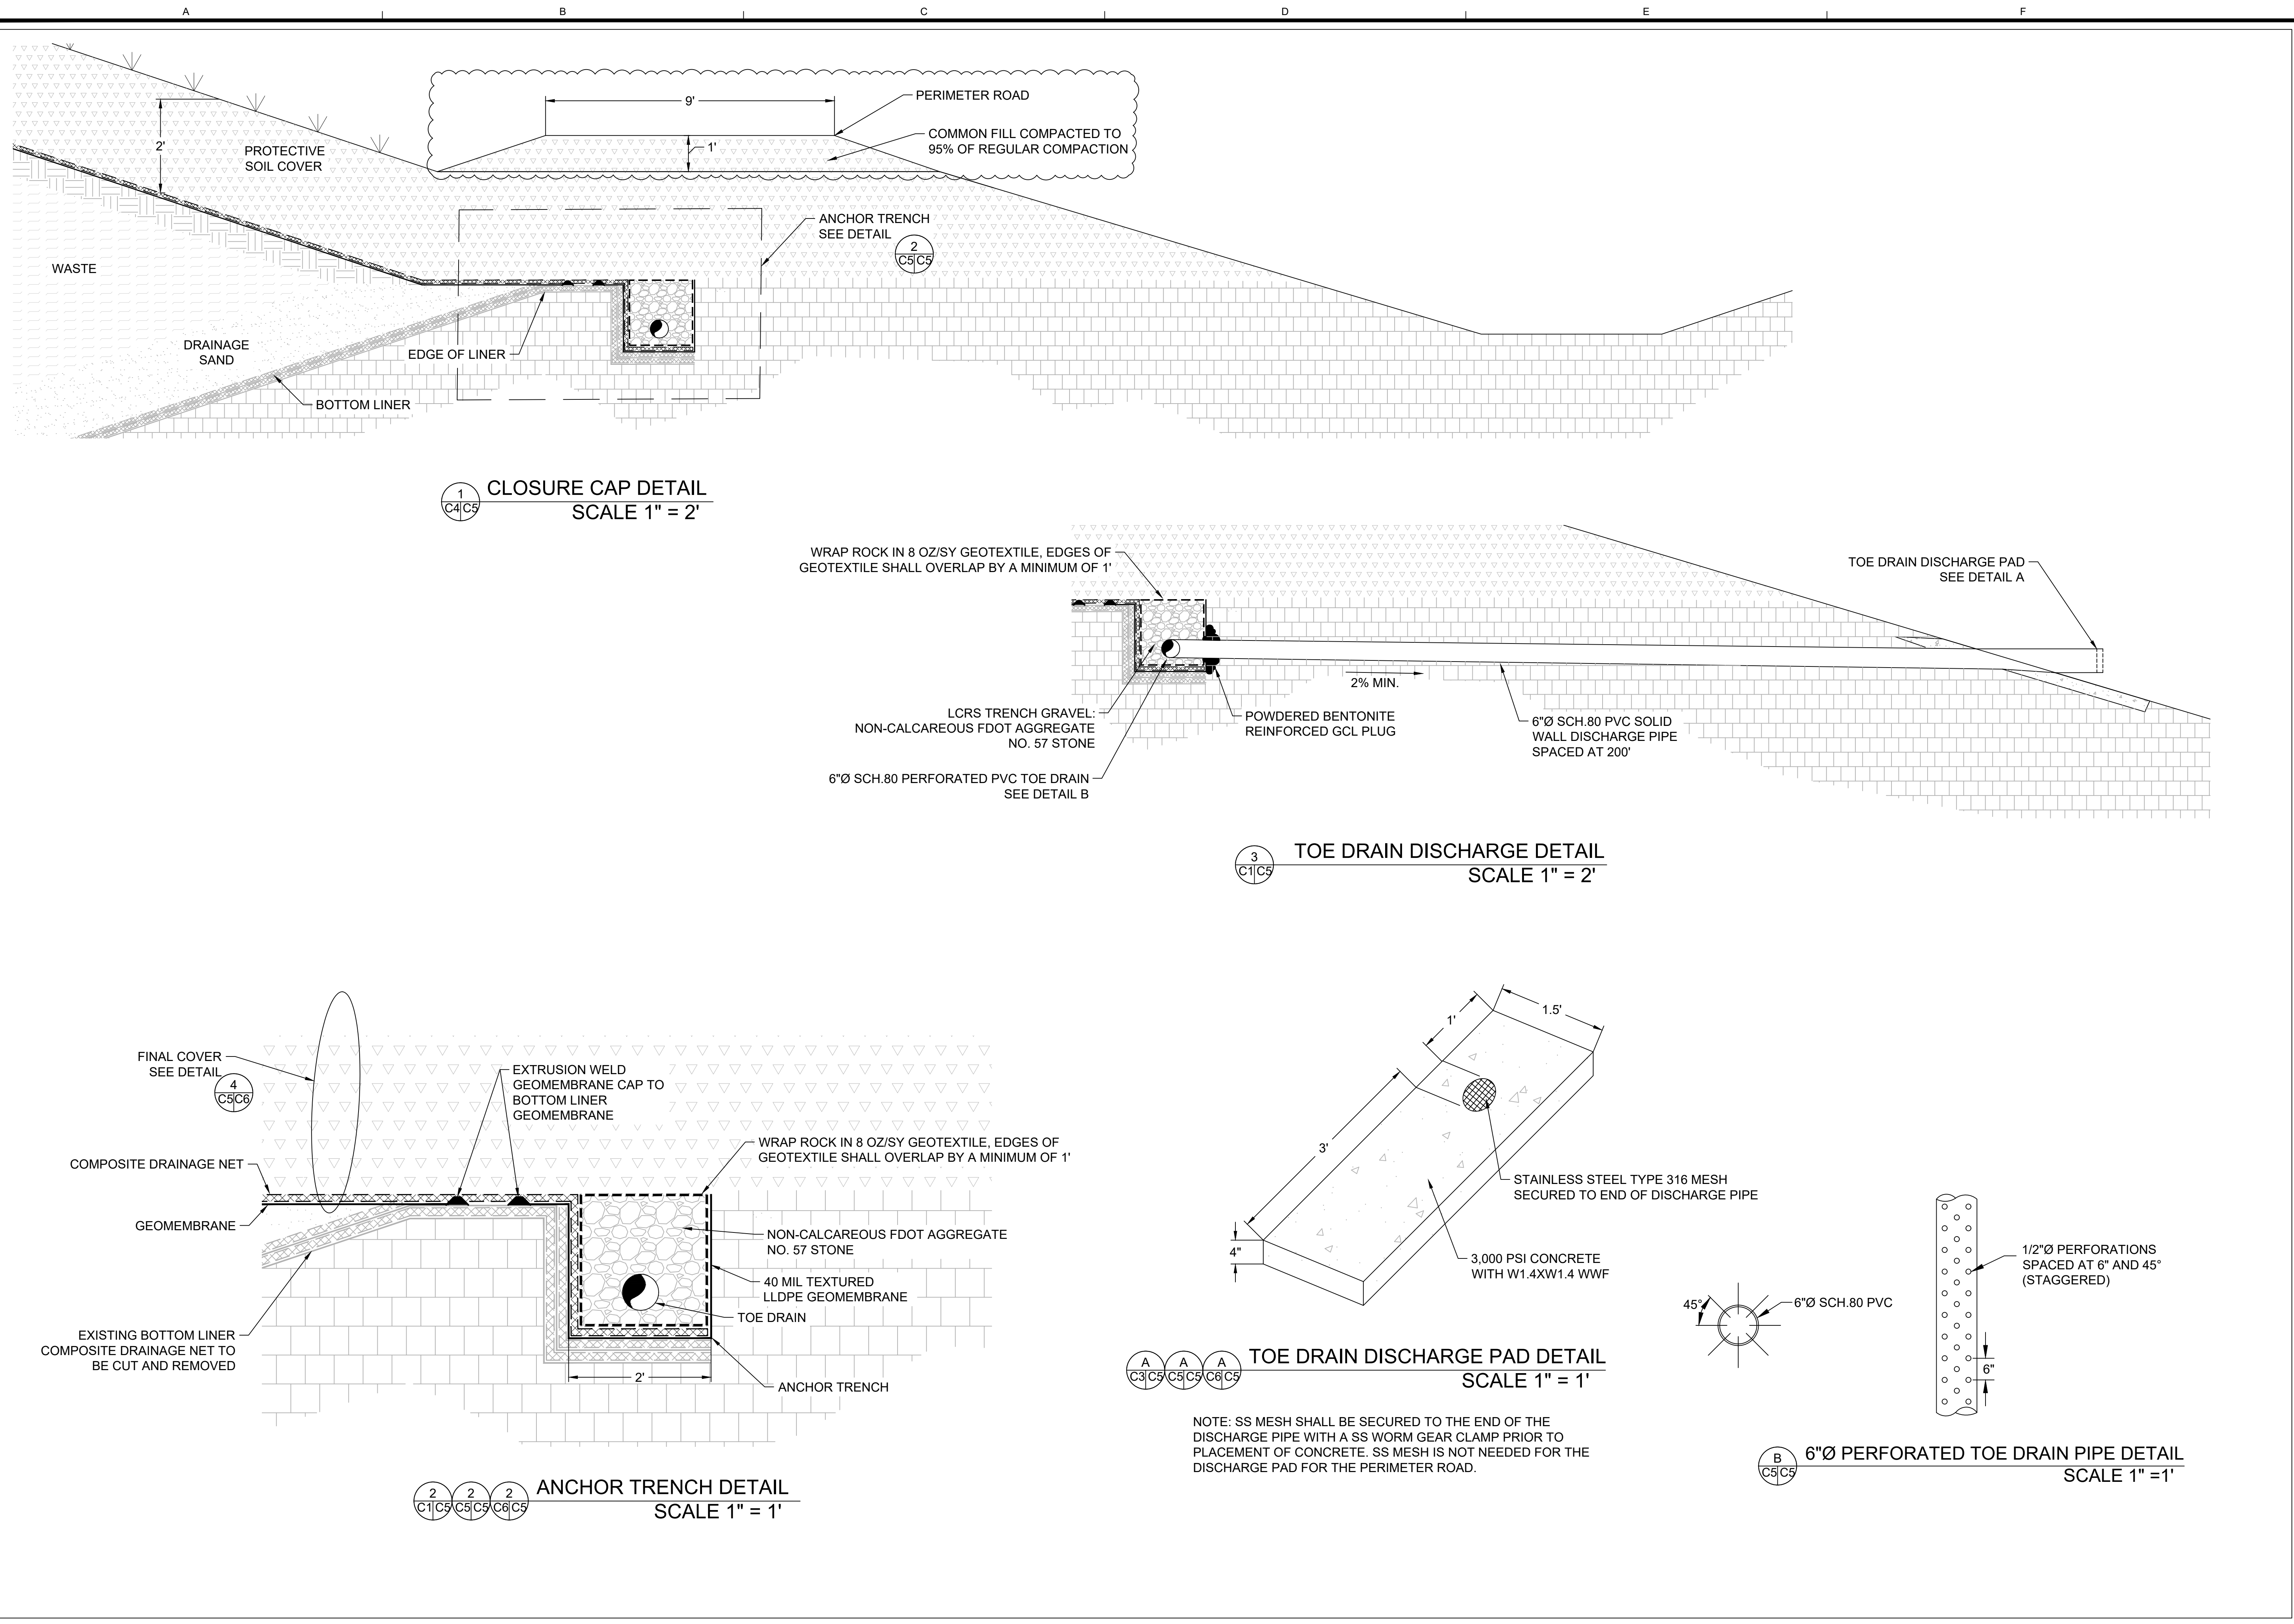 A B C D E F
9'
PERIMETER ROAD
COMMON FILL COMPACTED TO
95% OF REGULAR COMPACTION
1'
2'
PROTECTIVE
SOIL COVER
ANCHOR TRENCH
SEE DETAIL
2
C5 C5
WASTE
DRAINAGE
SAND
EDGE OF LINER
BOTTOM LINER
1
C4 C5
CLOSURE CAP DETAIL
SCALE 1" = 2'
WRAP ROCK IN 8 OZ/SY GEOTEXTILE, EDGES OF
GEOTEXTILE SHALL OVERLAP BY A MINIMUM OF 1'
TOE DRAIN DISCHARGE PAD
SEE DETAIL A
2% MIN.
LCRS TRENCH GRAVEL:
NON-CALCAREOUS FDOT AGGREGATE
NO. 57 STONE
POWDERED BENTONITE
REINFORCED GCL PLUG
6"Ø SCH.80 PVC SOLID
WALL DISCHARGE PIPE
SPACED AT 200'
6"Ø SCH.80 PERFORATED PVC TOE DRAIN
SEE DETAIL B
3
C1 C5
TOE DRAIN DISCHARGE DETAIL
SCALE 1" = 2'
FINAL COVER
SEE DETAIL
4
C5 C6
EXTRUSION WELD
GEOMEMBRANE CAP TO
BOTTOM LINER
GEOMEMBRANE
WRAP ROCK IN 8 OZ/SY GEOTEXTILE, EDGES OF
GEOTEXTILE SHALL OVERLAP BY A MINIMUM OF 1'
COMPOSITE DRAINAGE NET
GEOMEMBRANE
NON-CALCAREOUS FDOT AGGREGATE
NO. 57 STONE
40 MIL TEXTURED
LLDPE GEOMEMBRANE
TOE DRAIN
EXISTING BOTTOM LINER
COMPOSITE DRAINAGE NET TO
BE CUT AND REMOVED
2'
ANCHOR TRENCH
2 2 2
C1 C5 C5 C5 C6 C5
ANCHOR TRENCH DETAIL
SCALE 1" = 1'
1.5'
1'
3'
4"
STAINLESS STEEL TYPE 316 MESH
SECURED TO END OF DISCHARGE PIPE
3,000 PSI CONCRETE
WITH W1.4XW1.4 WWF
A A A
C3 C5 C5 C5 C6 C5
TOE DRAIN DISCHARGE PAD DETAIL
SCALE 1" = 1'
NOTE: SS MESH SHALL BE SECURED TO THE END OF THE
DISCHARGE PIPE WITH A SS WORM GEAR CLAMP PRIOR TO
PLACEMENT OF CONCRETE. SS MESH IS NOT NEEDED FOR THE
DISCHARGE PAD FOR THE PERIMETER ROAD.
45°
6"Ø SCH.80 PVC
1/2"Ø PERFORATIONS
SPACED AT 6" AND 45°
(STAGGERED)
6"
B
C5 C5
6"Ø PERFORATED TOE DRAIN PIPE DETAIL
SCALE 1" =1'